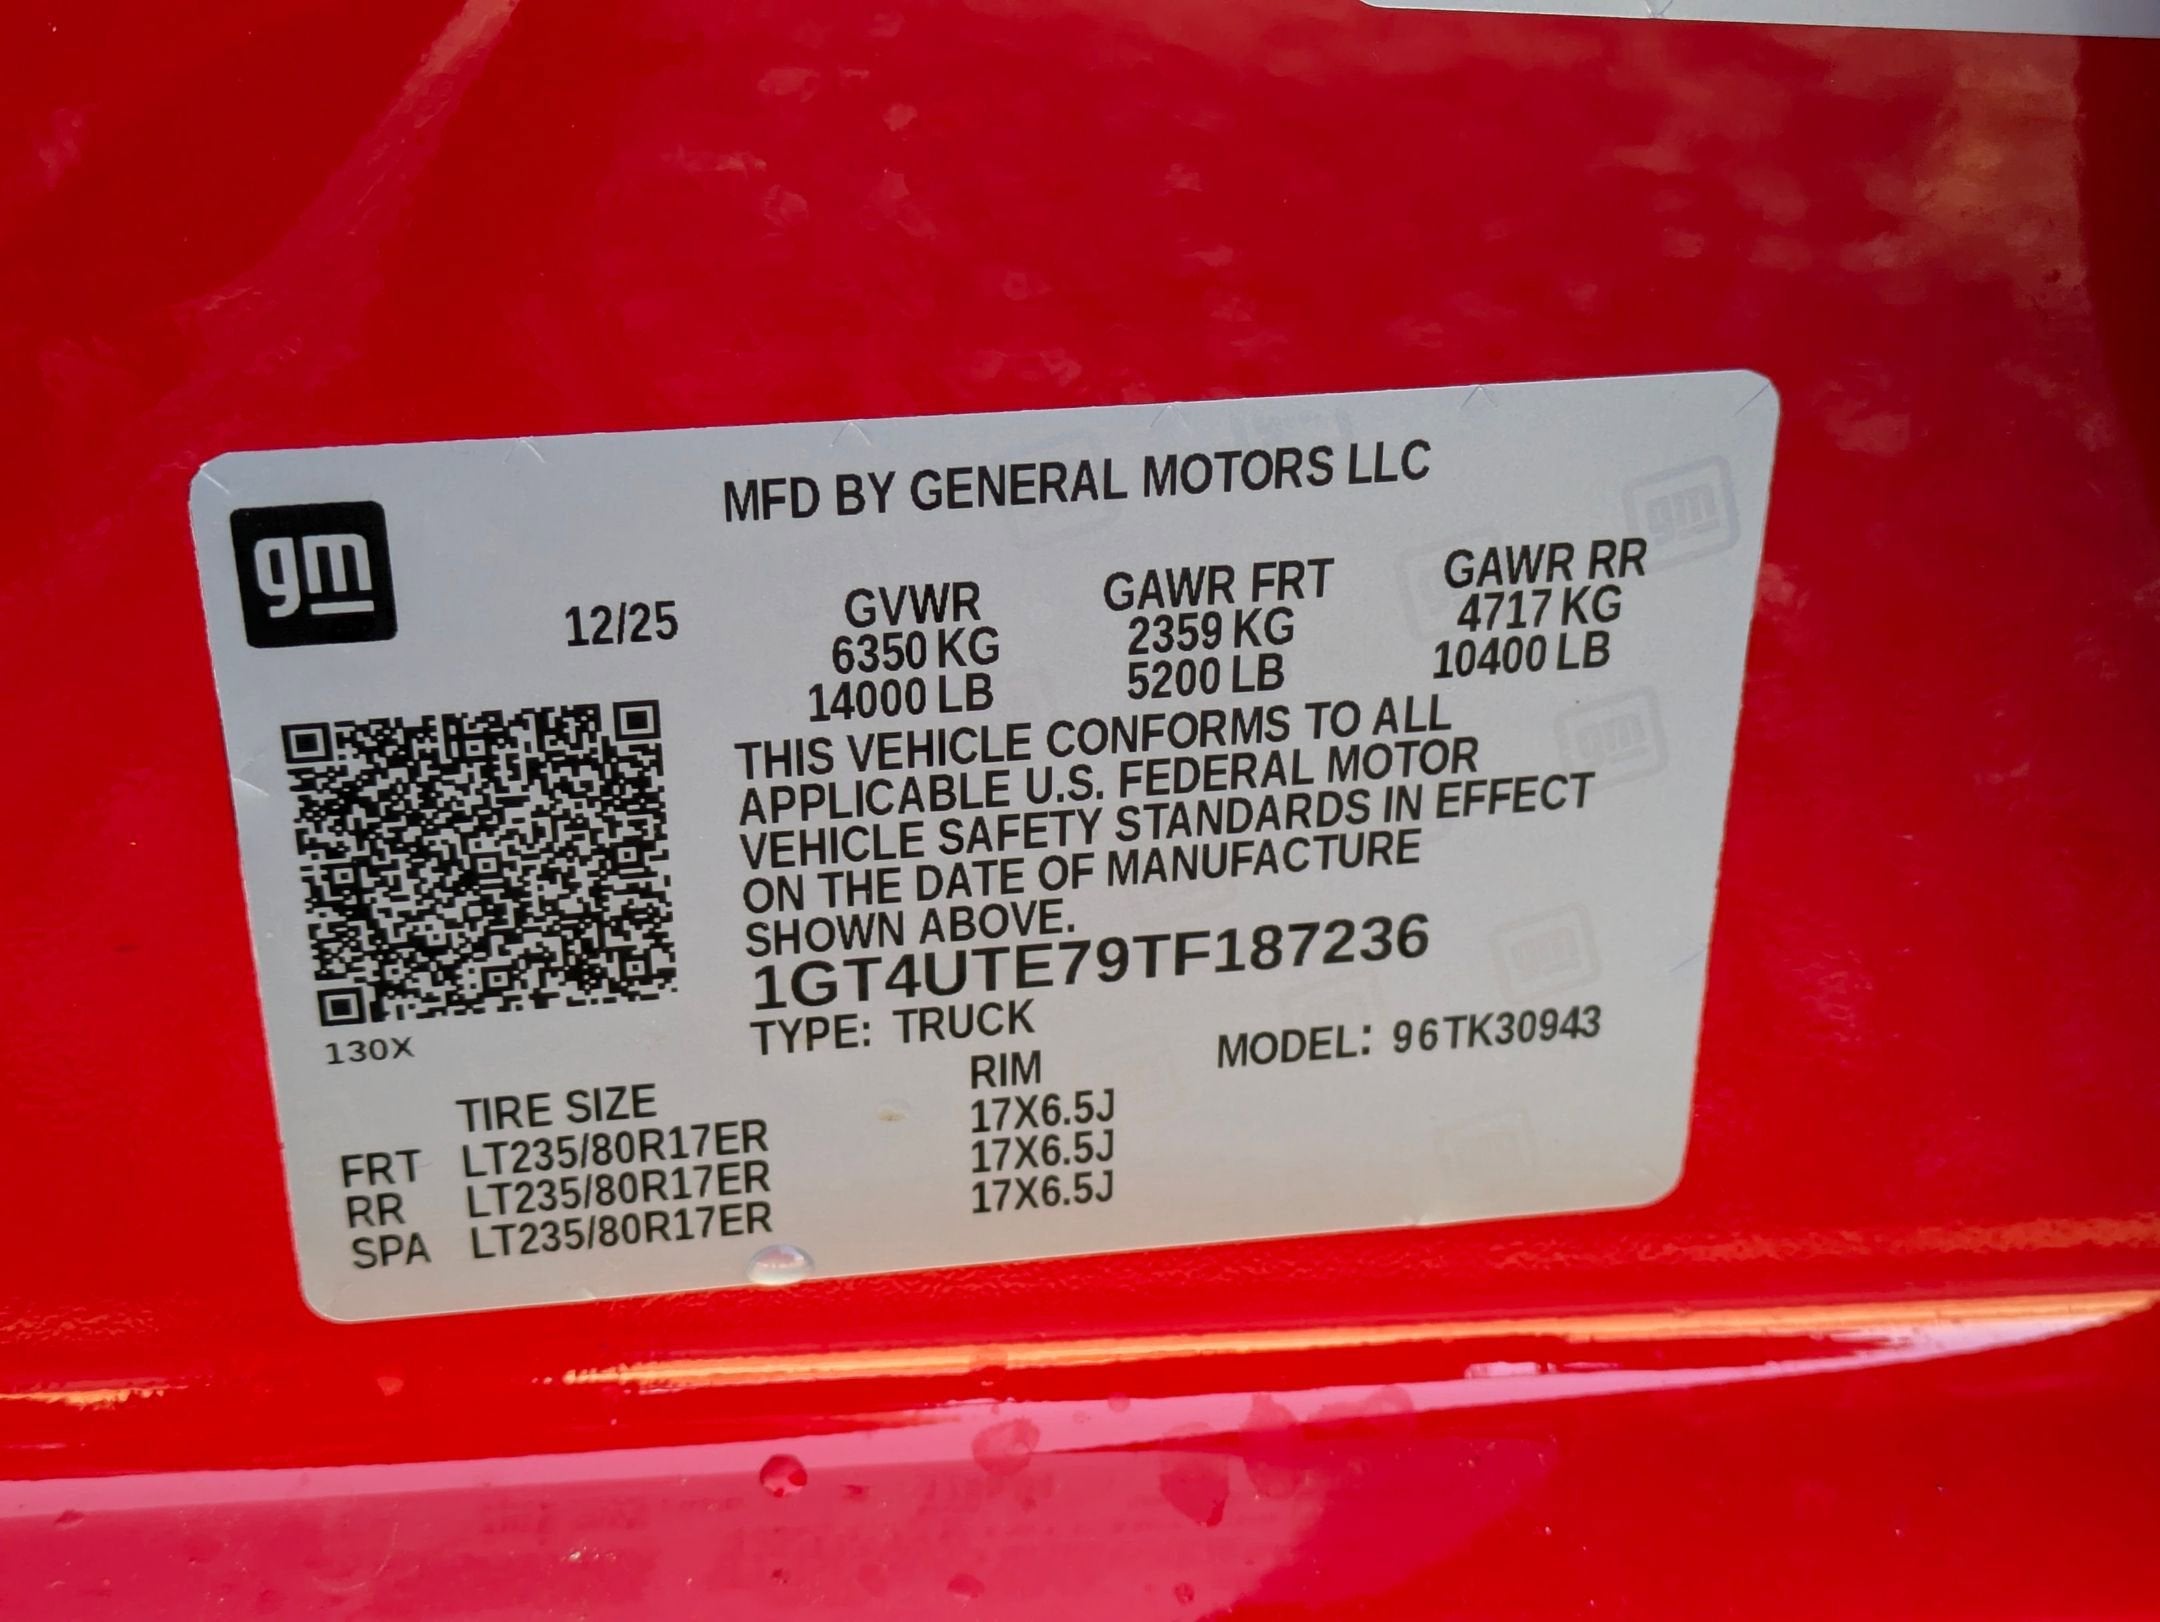 MFD BY GENERAL MOTORS LLC
gm
12/25
GVWR GAWR FRT GAWR RR
6350 KG 2359 KG 4717 KG
14000 LB 5200 LB 10400 LB
THIS VEHICLE CONFORMS TO ALL
APPLICABLE U.S. FEDERAL MOTOR
VEHICLE SAFETY STANDARDS IN EFFECT
ON THE DATE OF MANUFACTURE
SHOWN ABOVE.
1GT4UTE79TF187236
TYPE: TRUCK MODEL: 96TK30943
130X
TIRE SIZE RIM
FRT LT235/80R17ER 17X6.5J
RR LT235/80R17ER 17X6.5J
SPA LT235/80R17ER 17X6.5J